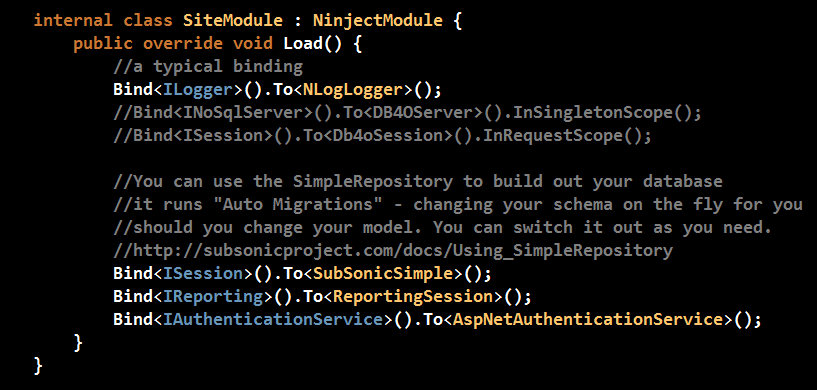 internal class SiteModule : NinjectModule {
public override void Load() {
//a typical binding
Bind<ILogger>().To<NLogLogger>();
//Bind<INoSqlServer>().To<DB4OServer>().InSingletonScope();
//Bind<ISession>().To<Db4oSession>().InRequestScope();
//You can use the SimpleRepository to build out your database
//it runs "Auto Migrations" - changing your schema on the fly for you
//should you change your model. You can switch it out as you need.
//http://subsonicproject.com/docs/Using_SimpleRepository
Bind<ISession>().To<SubSonicSimple>();
Bind<IReporting>().To<ReportingSession>();
Bind<IAuthenticationService>().To<AspNetAuthenticationService>();
}
}